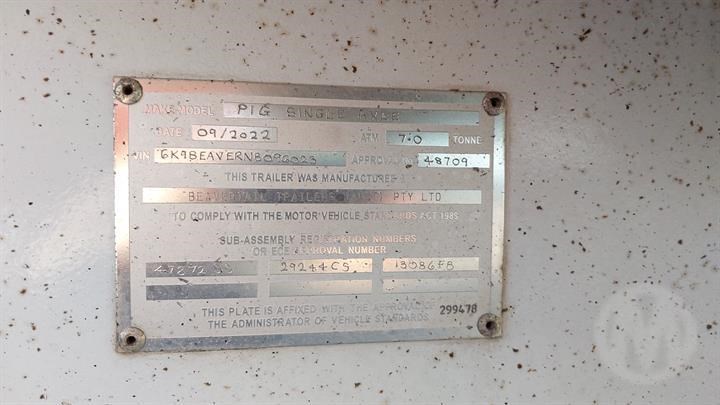 MAKE/MODEL PIG SINGLE AXLE
DATE 09/2022 ATM 7.0 TONNE
VIN 6K9BEAVERNB096023 APPROVAL 48709
THIS TRAILER WAS MANUFACTURED
TRAILERS PTY LTD
TO COMPLY WITH THE MOTOR VEHICLE STANDARDS ACT 1989
SUB-ASSEMBLY REGISTRATION NUMBERS
OR ECE APPROVAL NUMBER
29244CS
THIS PLATE IS AFFIXED WITH THE APPROVAL OF 299478
THE ADMINISTRATOR OF VEHICLE STANDARDS